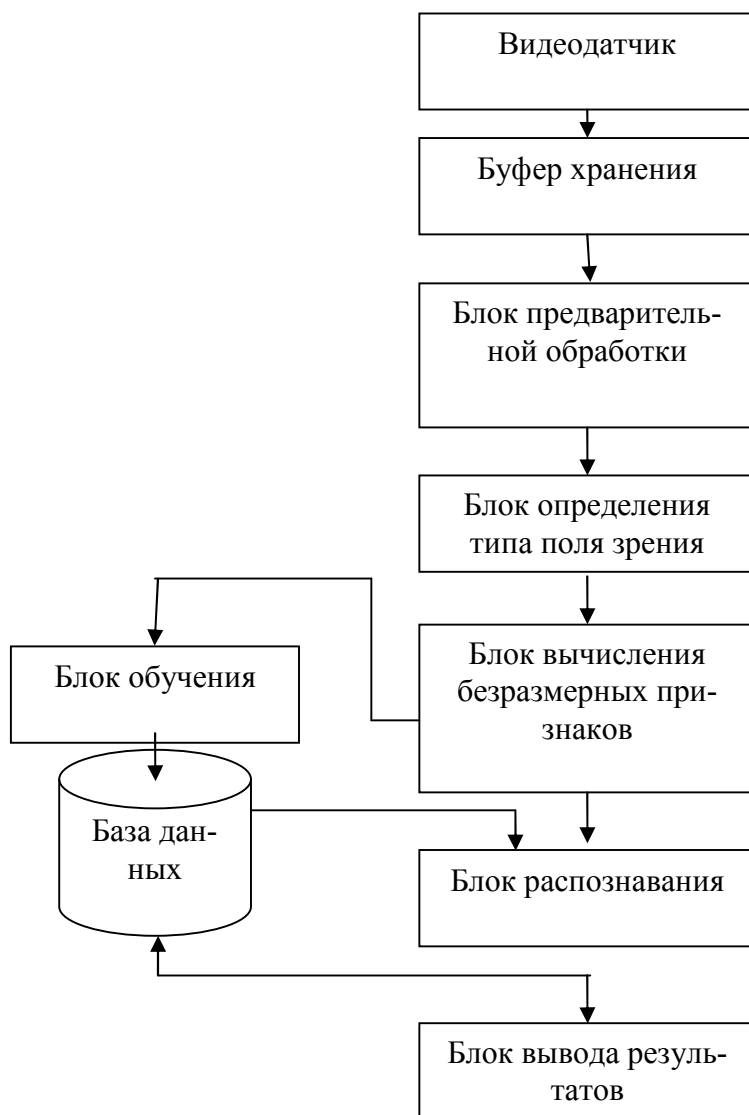 Видеодатчик
Буфер хранения
Блок предваритель-
ной обработки
Блок определения
типа поля зрения
Блок вычисления
безразмерных при-
знаков
Блок обучения
База дан-
ных
Блок распознавания
Блок вывода резуль-
татов